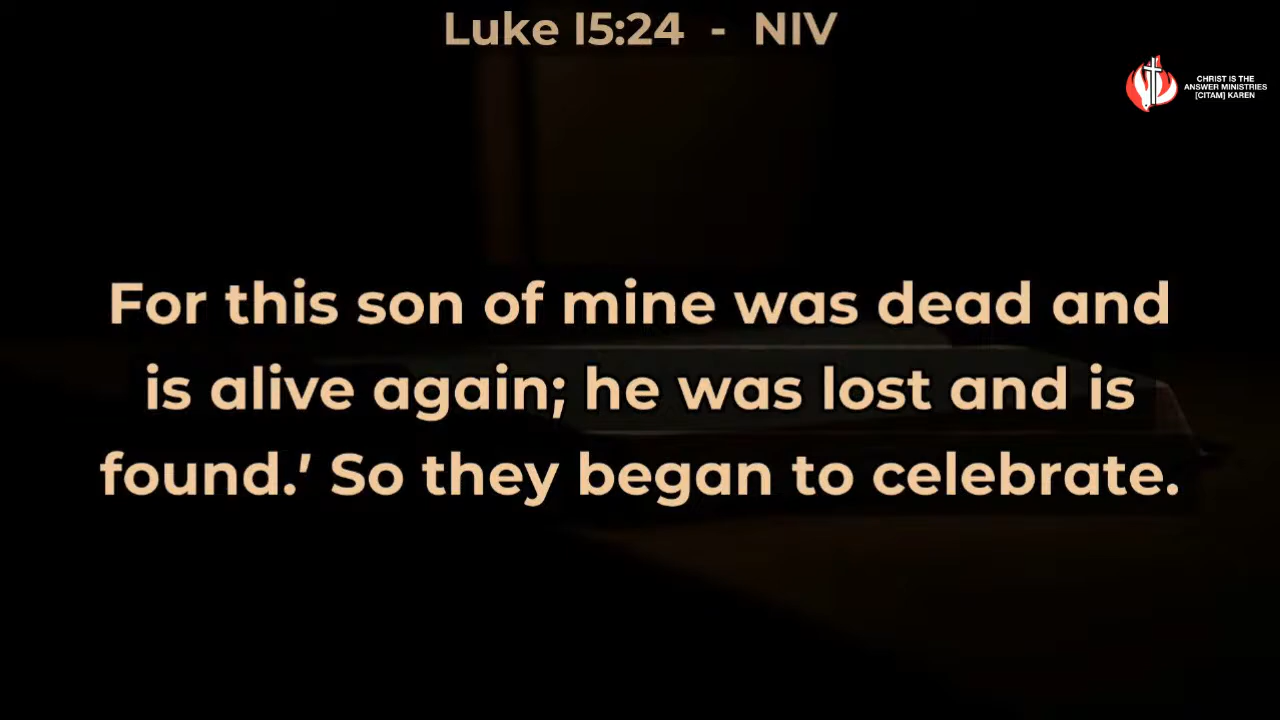 Luke 15:24 - NIV
CHRIST IS THE
ANSWER MINISTRIES
[CITAM] KAREN
For this son of mine was dead and
is alive again; he was lost and is
found.’ So they began to celebrate.